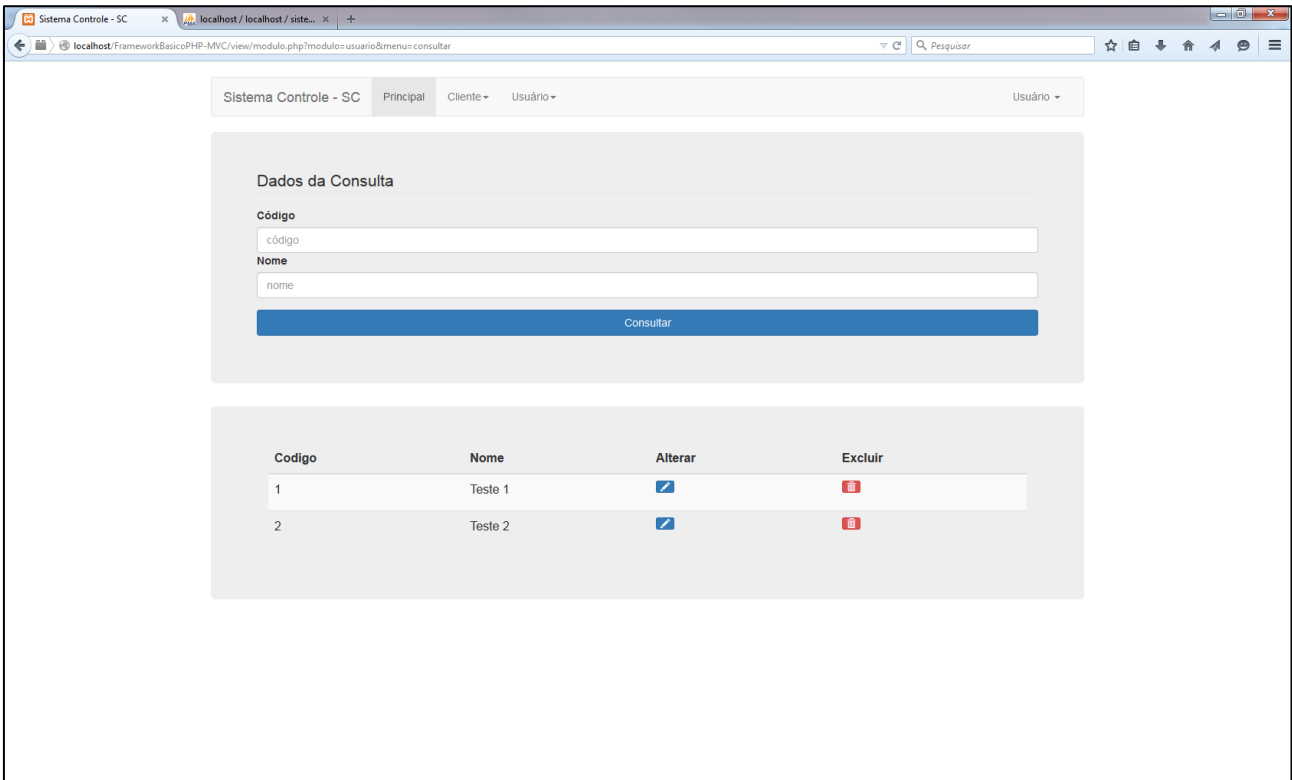 Sistema Controle - SC
localhost / localhost / siste...
localhost/FrameworkBasicoPHP-MVC/view/modulo.php?modulo=usuario&menu=consultar
Pesquisar
Sistema Controle - SC Principal Cliente Usuário Usuário
Dados da Consulta
Código
código
Nome
nome
Consultar
Codigo Nome Alterar Excluir
1 Teste 1
2 Teste 2